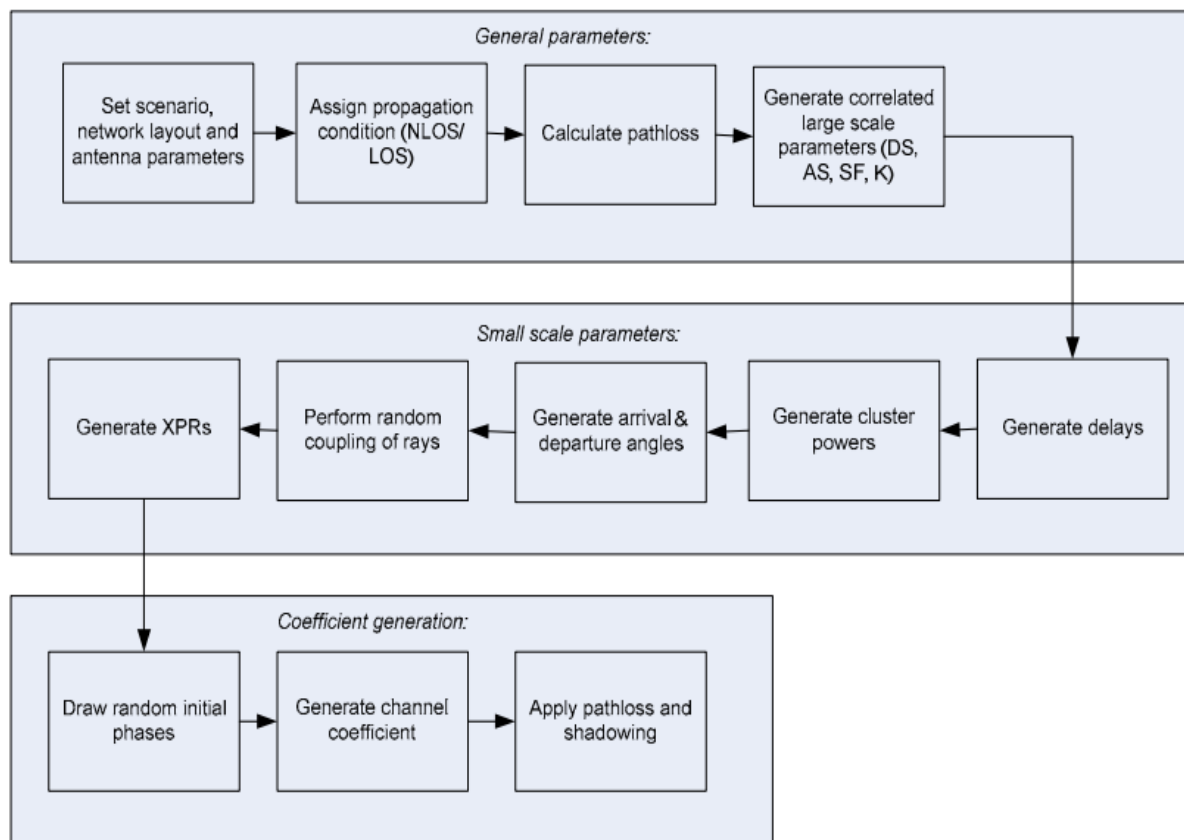 General parameters:
Set scenario,
network layout and
antenna parameters
Assign propagation
condition (NLOS/
LOS)
Calculate pathloss
Generate correlated
large scale
parameters (DS,
AS, SF, K)
Small scale parameters:
Generate XPRs
Perform random
coupling of rays
Generate arrival &
departure angles
Generate cluster
powers
Generate delays
Coefficient generation:
Draw random initial
phases
Generate channel
coefficient
Apply pathloss and
shadowing